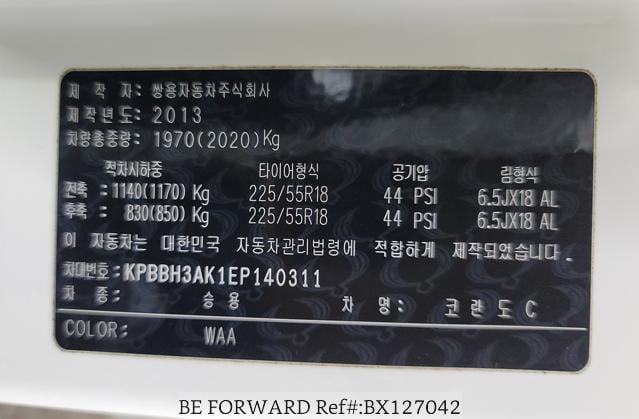 제 작 자: 쌍용자동차주식회사
제작년도: 2013
차량총중량: 1970(2020)Kg
적차시하중 타이어형식 공기압 림형식
전축 : 1140(1170) Kg 225/55R18 44 PSI 6.5JX18 AL
후축 : 830(850) Kg 225/55R18 44 PSI 6.5JX18 AL
이 자동차는 대한민국 자동차관리법령에 적합하게 제작되었습니다.
차대번호: KPBBH3AK1EP140311
차 종: 승용 차 명: 코란도 C
COLOR: WAA
BE FORWARD Ref#:BX127042